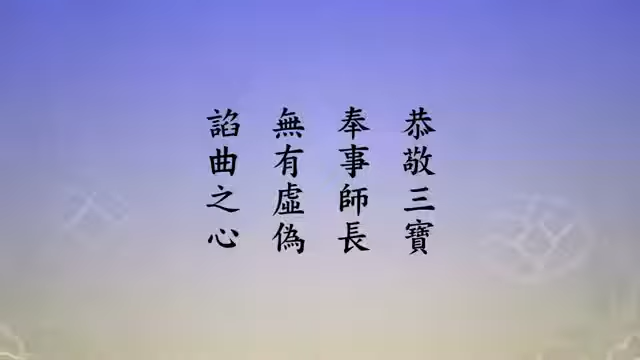 恭敬三寶
奉事師長
無有虛偽
諂曲之心